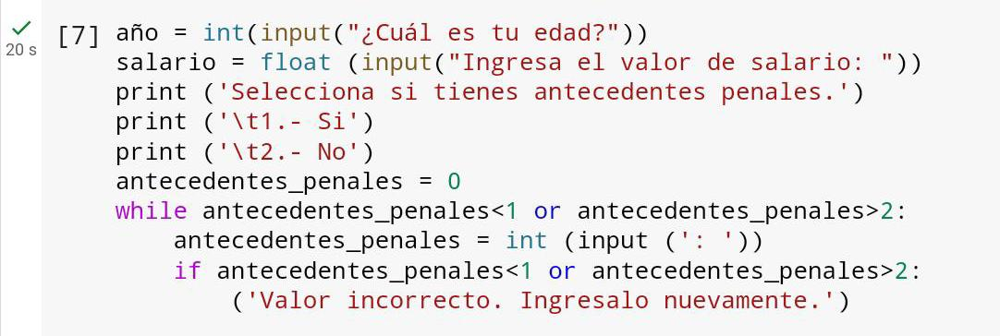 [7] año = int(input("¿Cuál es tu edad?"))
20 s salario = float (input("Ingresa el valor de salario: "))
print ('Selecciona si tienes antecedentes penales.')
print ('\t1.- Si')
print ('\t2.- No')
antecedentes_penales = 0
while antecedentes_penales<1 or antecedentes_penales>2:
    antecedentes_penales = int (input (': '))
    if antecedentes_penales<1 or antecedentes_penales>2:
        ('Valor incorrecto. Ingresalo nuevamente.')